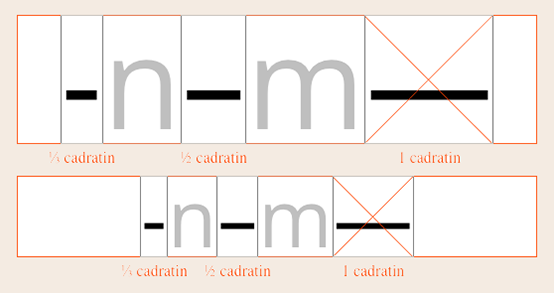 - n – m —
⅓ cadratin ½ cadratin 1 cadratin
- n – m —
⅓ cadratin ½ cadratin 1 cadratin